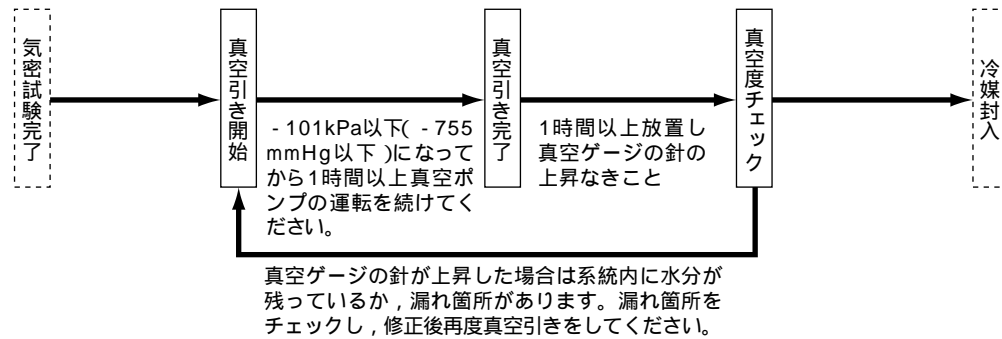 気密試験完了
真空引き開始
-101kPa以下(-755
mmHg以下)になって
から1時間以上真空ポ
ンプの運転を続けてく
ださい。
真空引き完了
1時間以上放置し
真空ゲージの針の
上昇なきこと
真空度チェック
冷媒封入
真空ゲージの針が上昇した場合は系統内に水分が
残っているか，漏れ箇所があります。漏れ箇所を
チェックし，修正後再度真空引きをしてください。